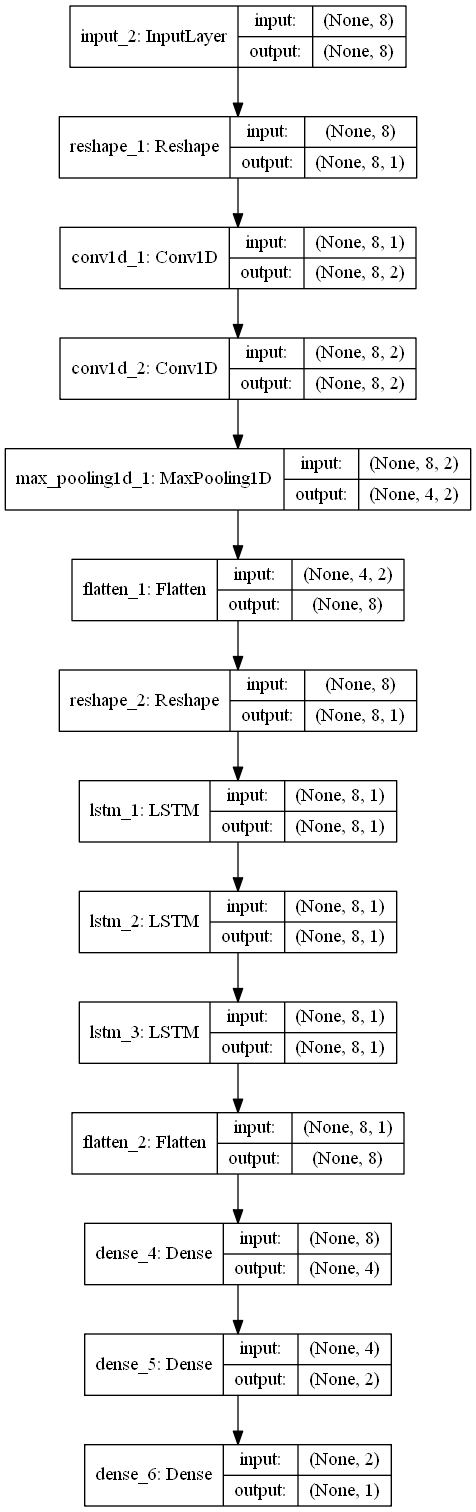 input_2: InputLayer
input: (None, 8)
output: (None, 8)
reshape_1: Reshape
input: (None, 8)
output: (None, 8, 1)
conv1d_1: Conv1D
input: (None, 8, 1)
output: (None, 8, 2)
conv1d_2: Conv1D
input: (None, 8, 2)
output: (None, 8, 2)
max_pooling1d_1: MaxPooling1D
input: (None, 8, 2)
output: (None, 4, 2)
flatten_1: Flatten
input: (None, 4, 2)
output: (None, 8)
reshape_2: Reshape
input: (None, 8)
output: (None, 8, 1)
lstm_1: LSTM
input: (None, 8, 1)
output: (None, 8, 1)
lstm_2: LSTM
input: (None, 8, 1)
output: (None, 8, 1)
lstm_3: LSTM
input: (None, 8, 1)
output: (None, 8, 1)
flatten_2: Flatten
input: (None, 8, 1)
output: (None, 8)
dense_4: Dense
input: (None, 8)
output: (None, 4)
dense_5: Dense
input: (None, 4)
output: (None, 2)
dense_6: Dense
input: (None, 2)
output: (None, 1)